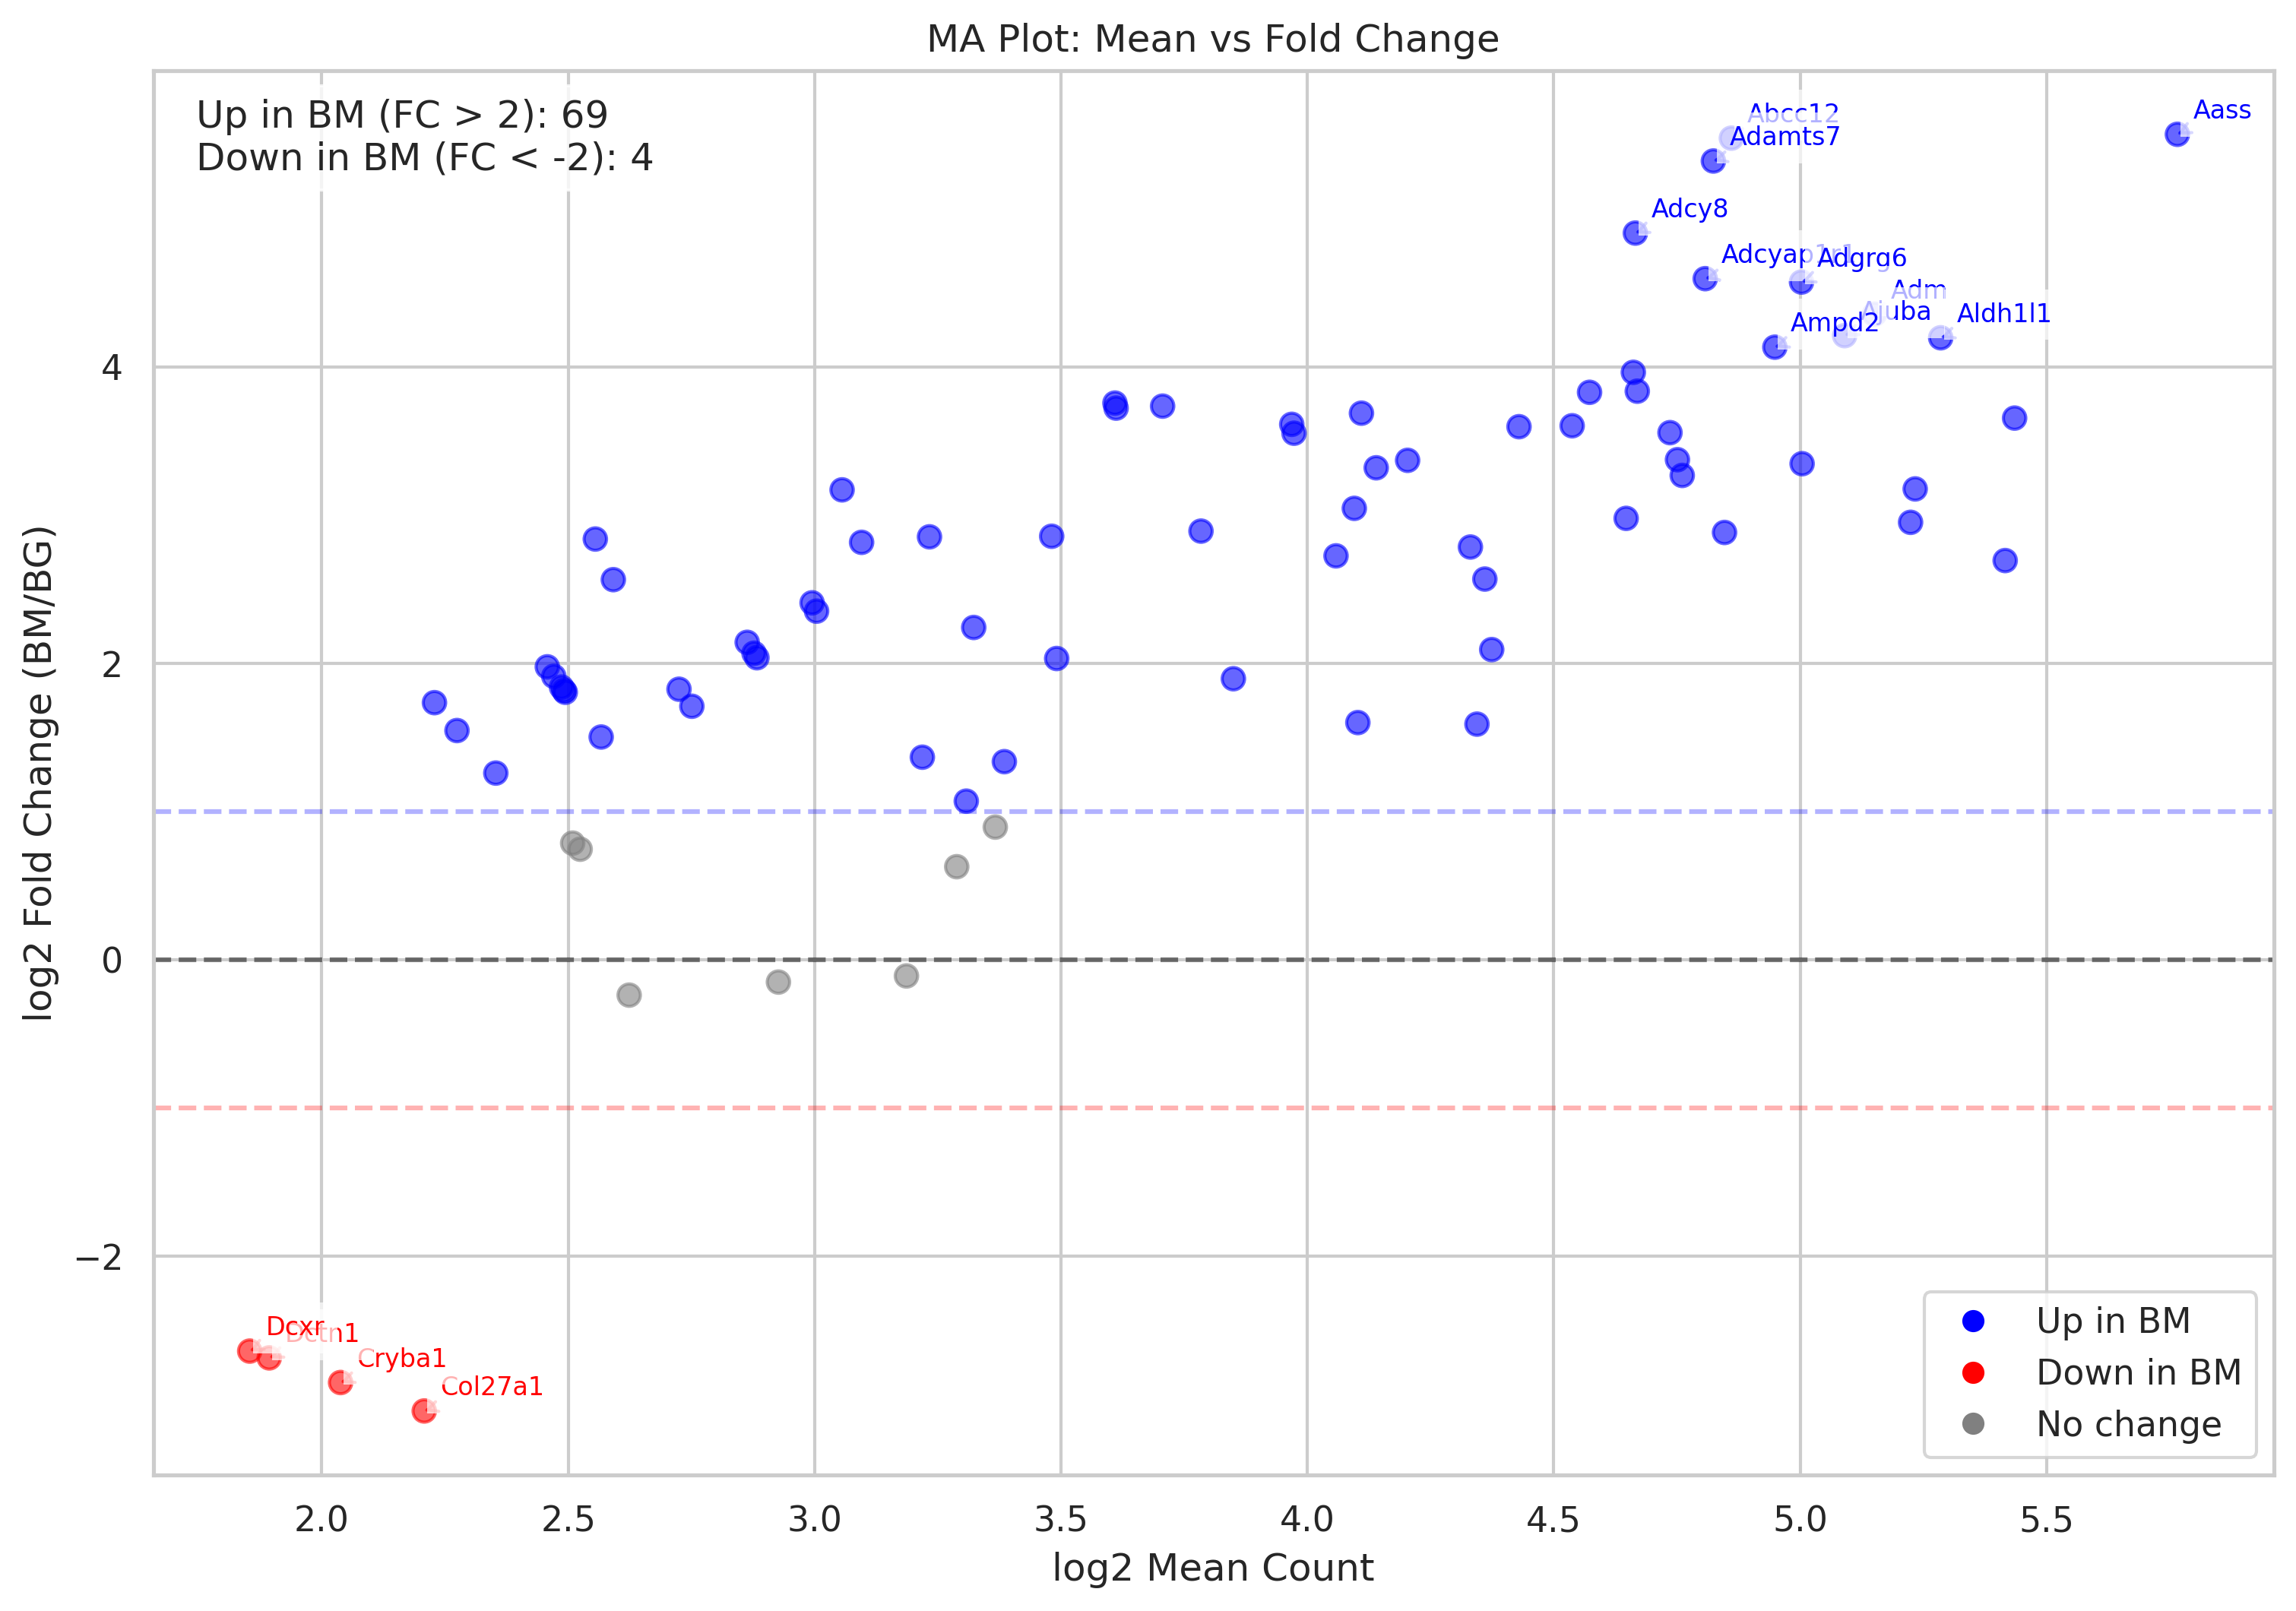 MA Plot: Mean vs Fold Change
Up in BM (FC > 2): 69
Down in BM (FC < -2): 4
Abcc12
Aass
Adamts7
Adcy8
Adcyap1r1
Adgrg6
Adm
Ajuba
Aldh1l1
Ampd2
4
2
0
−2
log2 Fold Change (BM/BG)
Dcxr
Dctn1
Cryba1
Col27a1
Up in BM
Down in BM
No change
2.0 2.5 3.0 3.5 4.0 4.5 5.0 5.5
log2 Mean Count